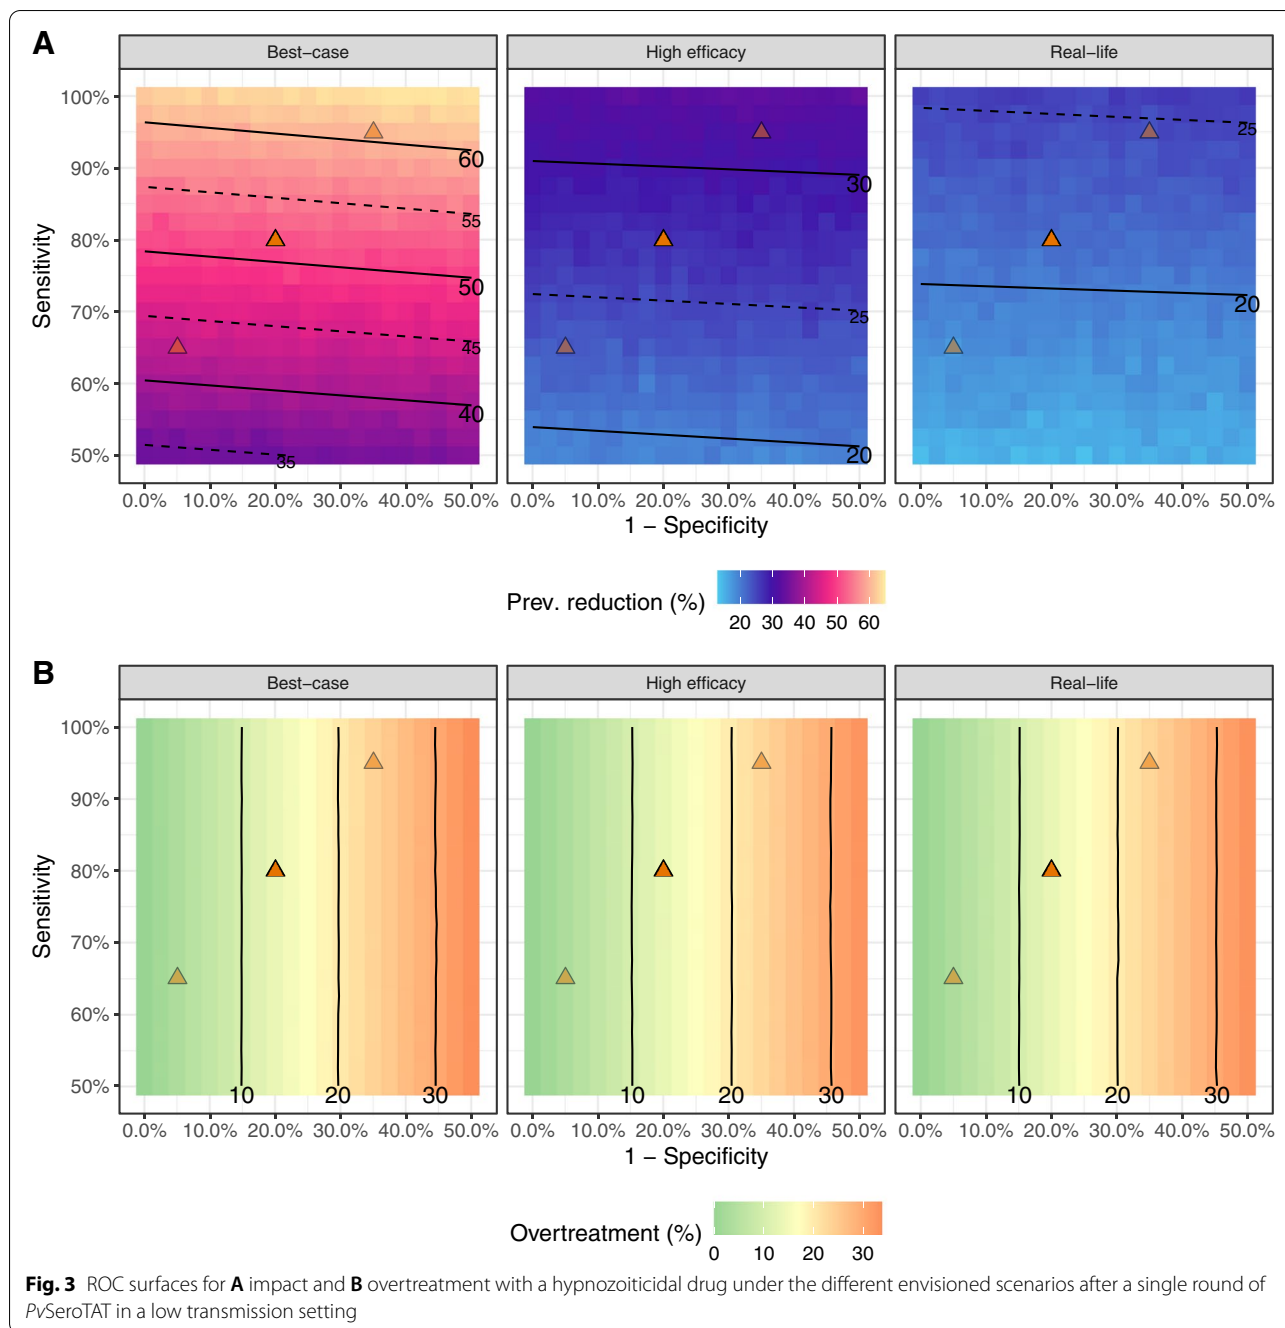 A
Best−case
High efficacy
Real−life
Sensitivity
100%
90%
80%
70%
60%
50%
60
55
50
45
40
35
30
25
20
25
20
0.0% 10.0% 20.0% 30.0% 40.0% 50.0%
0.0% 10.0% 20.0% 30.0% 40.0% 50.0%
0.0% 10.0% 20.0% 30.0% 40.0% 50.0%
1 − Specificity
Prev. reduction (%)
20 30 40 50 60
B
Best−case
High efficacy
Real−life
Sensitivity
100%
90%
80%
70%
60%
50%
10 20 30
10 20 30
10 20 30
0.0% 10.0% 20.0% 30.0% 40.0% 50.0%
0.0% 10.0% 20.0% 30.0% 40.0% 50.0%
0.0% 10.0% 20.0% 30.0% 40.0% 50.0%
1 − Specificity
Overtreatment (%)
0 10 20 30
Fig. 3 ROC surfaces for A impact and B overtreatment with a hypnozoiticidal drug under the different envisioned scenarios after a single round of
PvSeroTAT in a low transmission setting